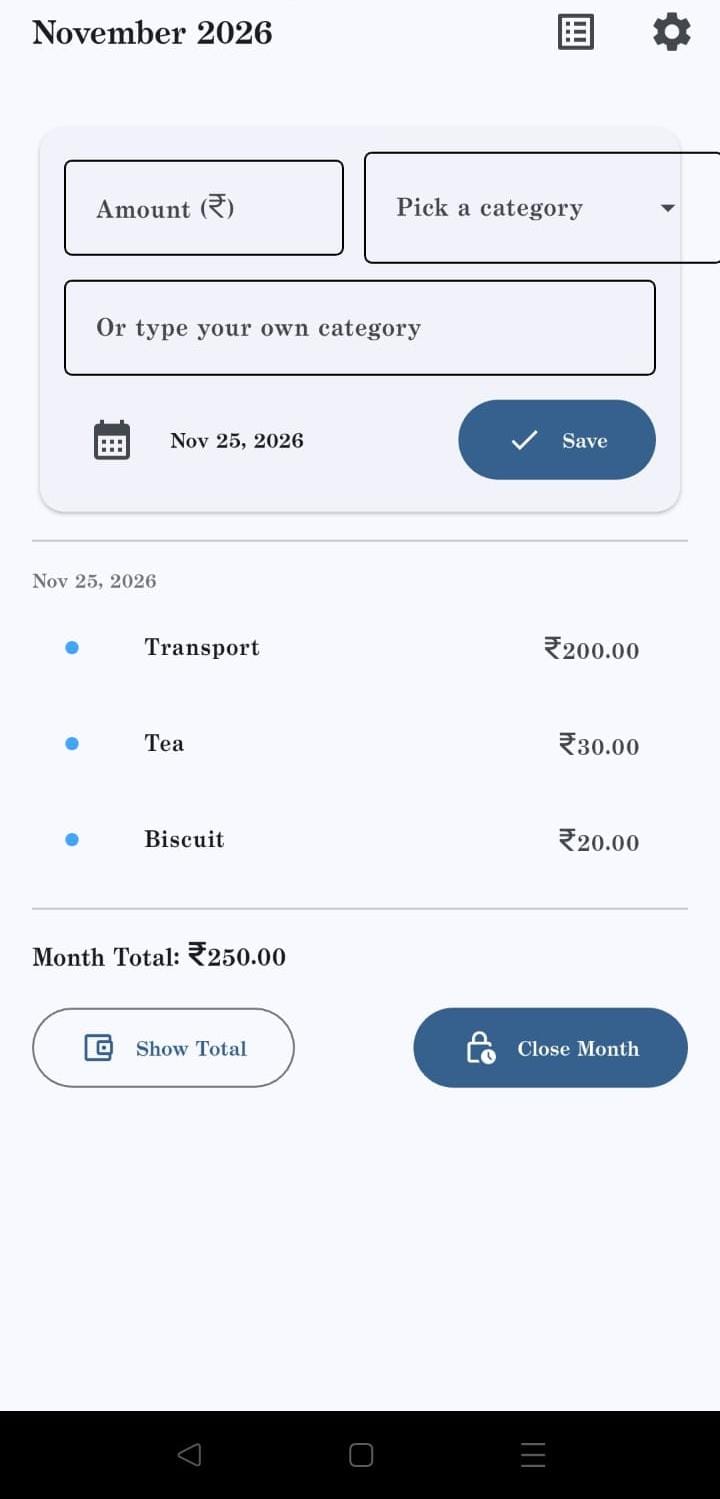 November 2026
Amount (₹)
Pick a category
Or type your own category
Nov 25, 2026
Save
Nov 25, 2026
Transport ₹200.00
Tea ₹30.00
Biscuit ₹20.00
Month Total: ₹250.00
Show Total
Close Month